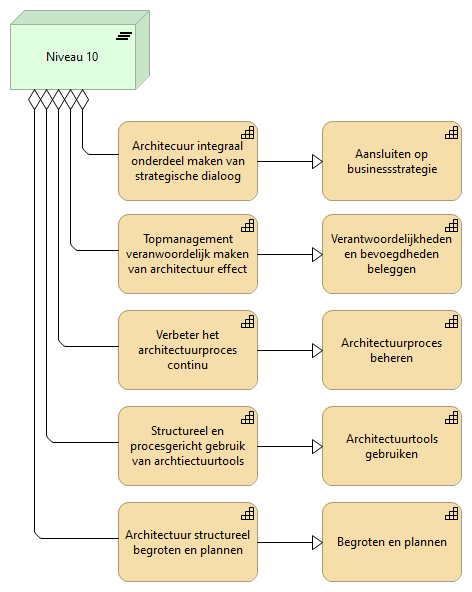 Niveau 10
Architecuur integraal
onderdeel maken van
strategische dialoog
Aansluiten op
businessstrategie
Topmanagement
veranwoordelijk maken
van architectuur effect
Verantwoordelijkheden
en bevoegdheden
beleggen
Verbeter het
architectuurproces
continu
Architectuurproces
beheren
Structureel en
procesgericht gebruik
van archtiectuurtools
Architectuurtools
gebruiken
Architectuur structureel
begroten en plannen
Begroten en plannen